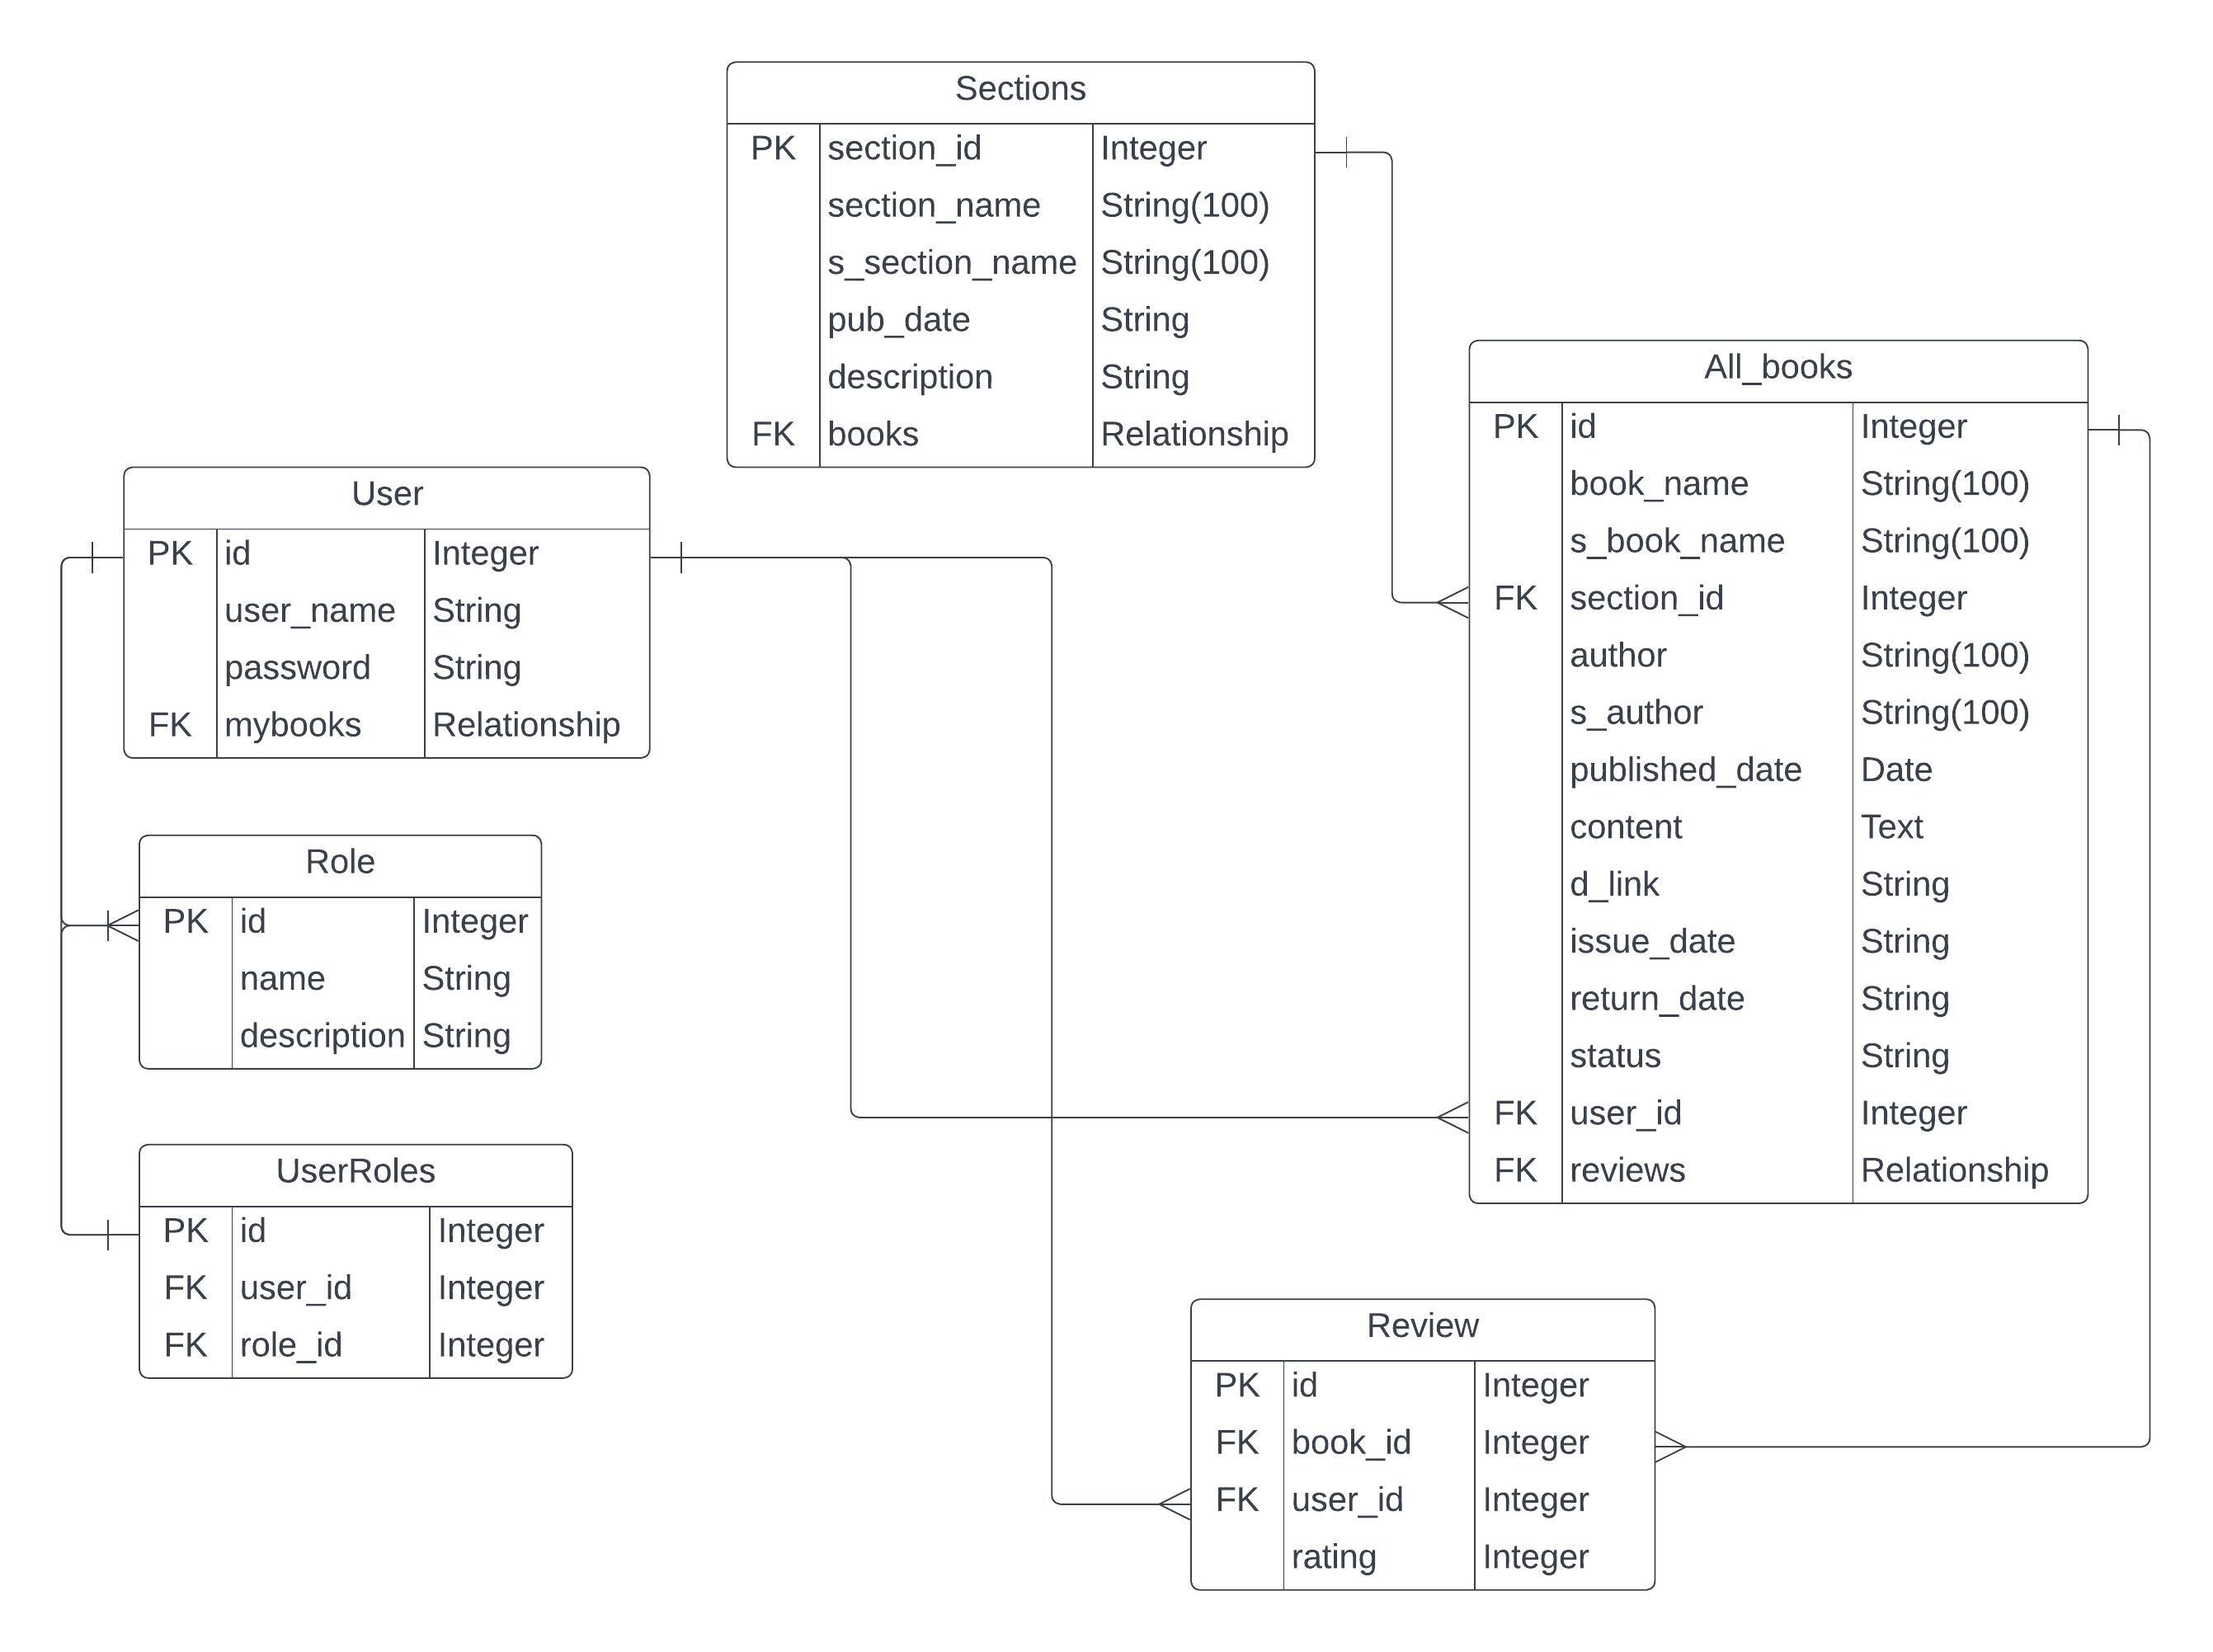 Sections
PK section_id Integer
section_name String(100)
s_section_name String(100)
pub_date String
description String
FK books Relationship
All_books
PK id Integer
book_name String(100)
s_book_name String(100)
FK section_id Integer
author String(100)
s_author String(100)
published_date Date
content Text
d_link String
issue_date String
return_date String
status String
FK user_id Integer
FK reviews Relationship
User
PK id Integer
user_name String
password String
FK mybooks Relationship
Role
PK id Integer
name String
description String
UserRoles
PK id Integer
FK user_id Integer
FK role_id Integer
Review
PK id Integer
FK book_id Integer
FK user_id Integer
rating Integer